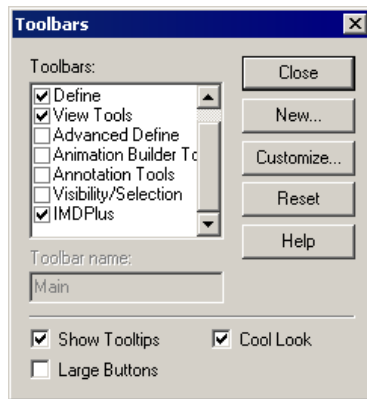 Toolbars
Toolbars:
Define
View Tools
Advanced Define
Animation Builder To
Annotation Tools
Visibility/Selection
IMDPlus
Close
New...
Customize...
Reset
Help
Toolbar name:
Main
Show Tooltips
Cool Look
Large Buttons